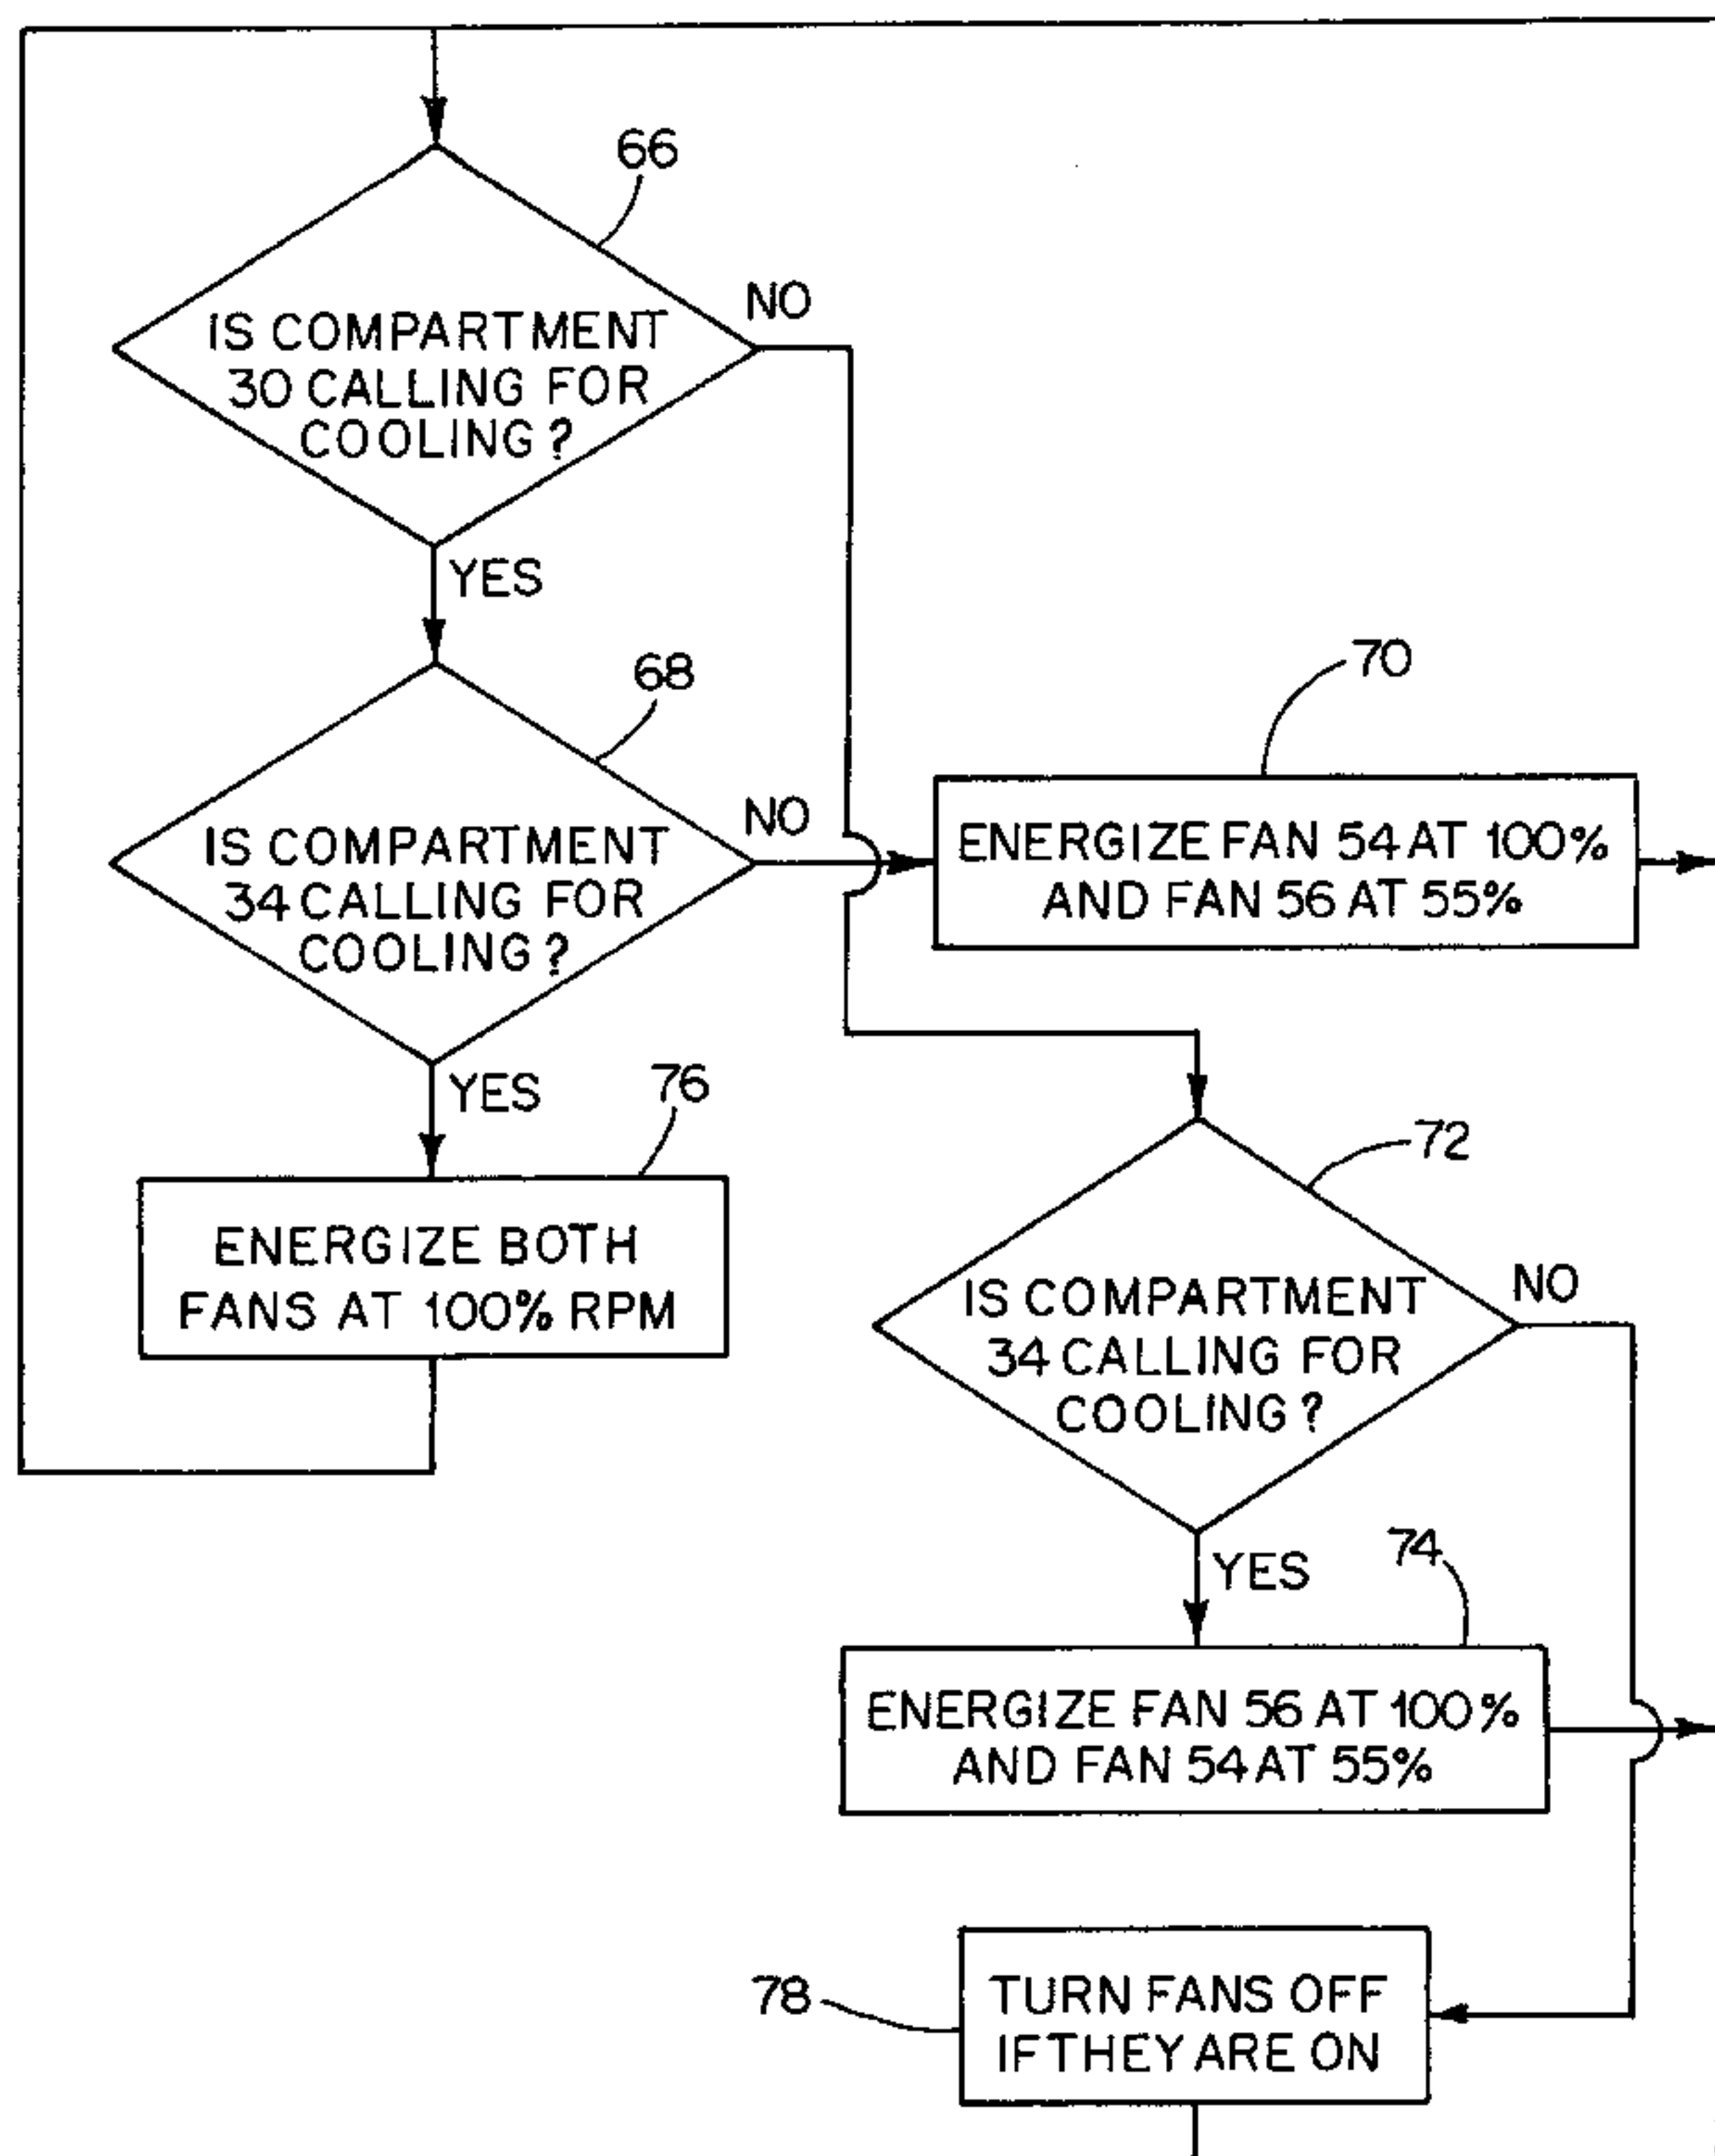 66
IS COMPARTMENT
30 CALLING FOR
COOLING?
NO
YES
68
IS COMPARTMENT
34 CALLING FOR
COOLING?
NO
70
ENERGIZE FAN 54 AT 100%
AND FAN 56 AT 55%
YES
76
ENERGIZE BOTH
FANS AT 100% RPM
72
IS COMPARTMENT
34 CALLING FOR
COOLING?
NO
YES
74
ENERGIZE FAN 56 AT 100%
AND FAN 54 AT 55%
78
TURN FANS OFF
IF THEY ARE ON